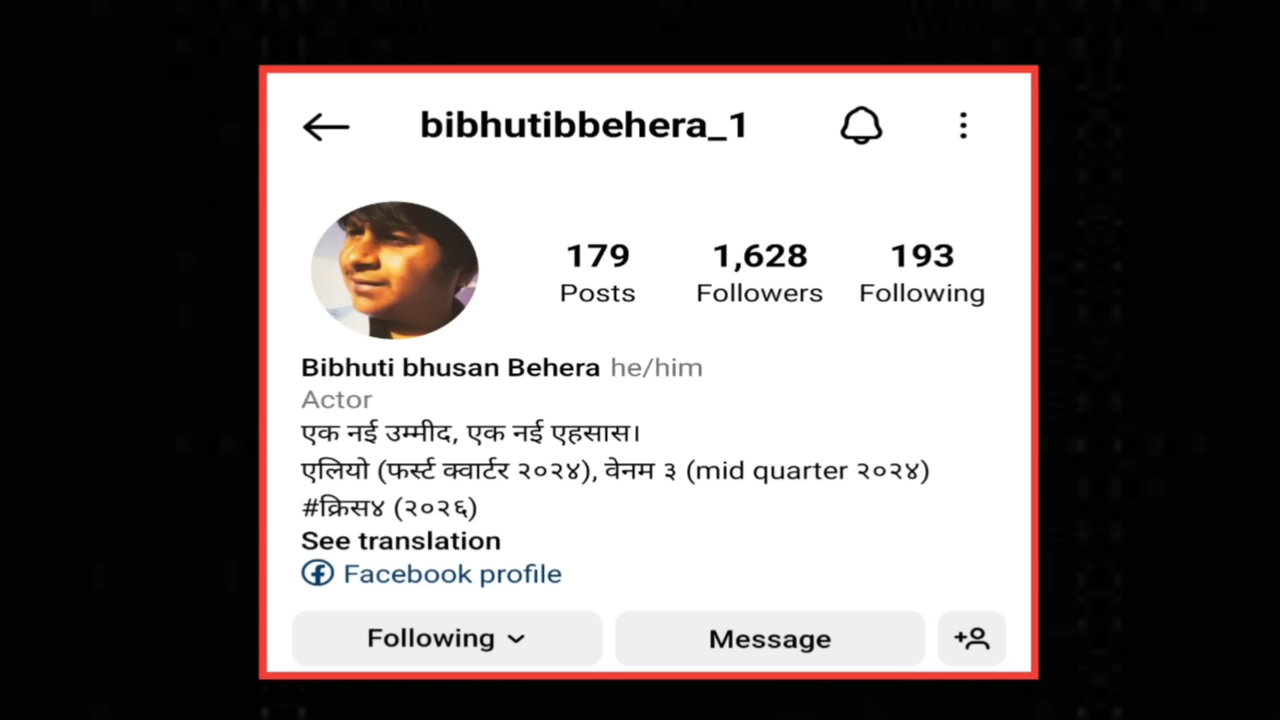 bibhutibbehera_1
179 1,628 193
Posts Followers Following
Bibhuti bhusan Behera he/him
Actor
एक नई उम्मीद, एक नई एहसास।
एलियो (फर्स्ट क्वार्टर २०२४), वेनम ३ (mid quarter २०२४)
#क्रिस४ (२०२६)
See translation
Facebook profile
Following Message